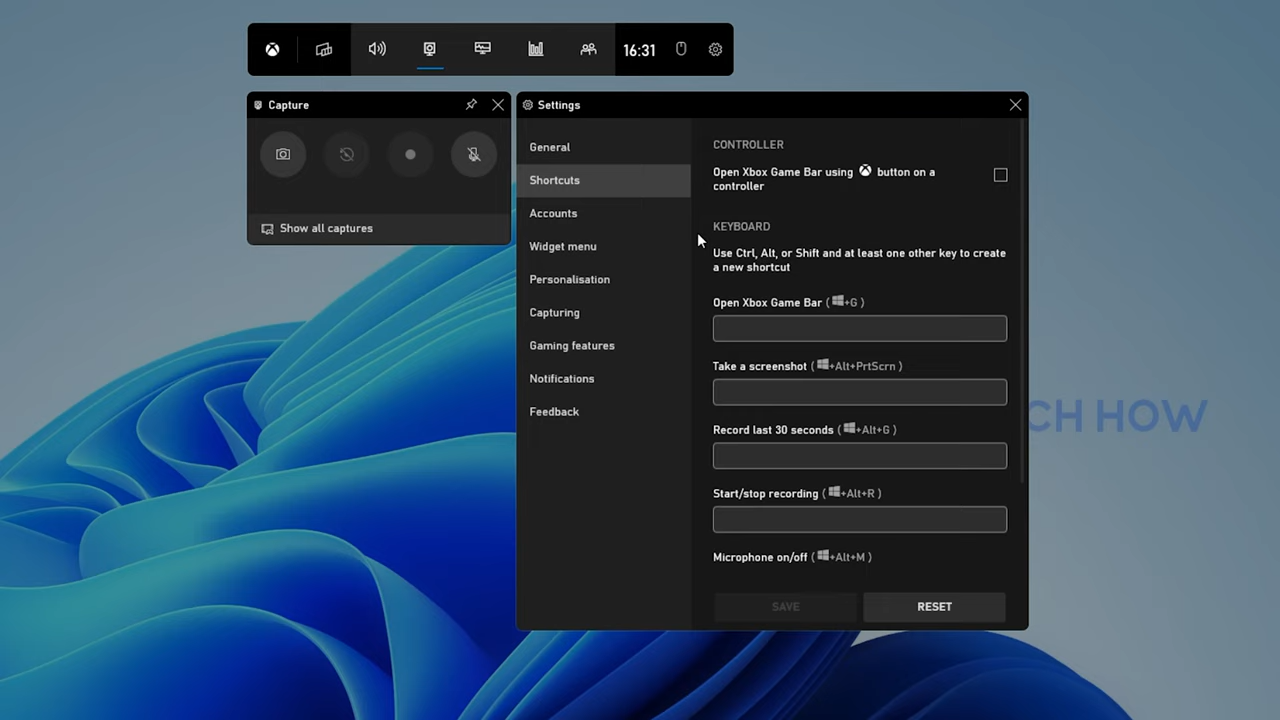 16:31
Capture
Show all captures
Settings
General
Shortcuts
Accounts
Widget menu
Personalisation
Capturing
Gaming features
Notifications
Feedback
CONTROLLER
Open Xbox Game Bar using button on a
controller
KEYBOARD
Use Ctrl, Alt, or Shift and at least one other key to create
a new shortcut
Open Xbox Game Bar ( +G )
Take a screenshot ( +Alt+PrtScrn )
Record last 30 seconds ( +Alt+G )
Start/stop recording ( +Alt+R )
Microphone on/off ( +Alt+M )
SAVE
RESET
CH HOW